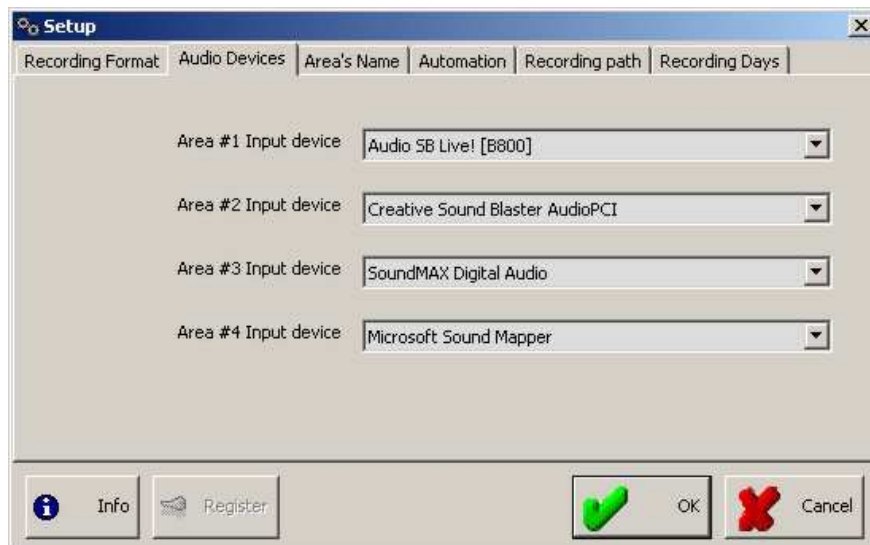 Setup
Recording Format Audio Devices Area's Name Automation Recording path Recording Days
Area #1 Input device Audio SB Live! [B800]
Area #2 Input device Creative Sound Blaster AudioPCI
Area #3 Input device SoundMAX Digital Audio
Area #4 Input device Microsoft Sound Mapper
Info Register OK Cancel